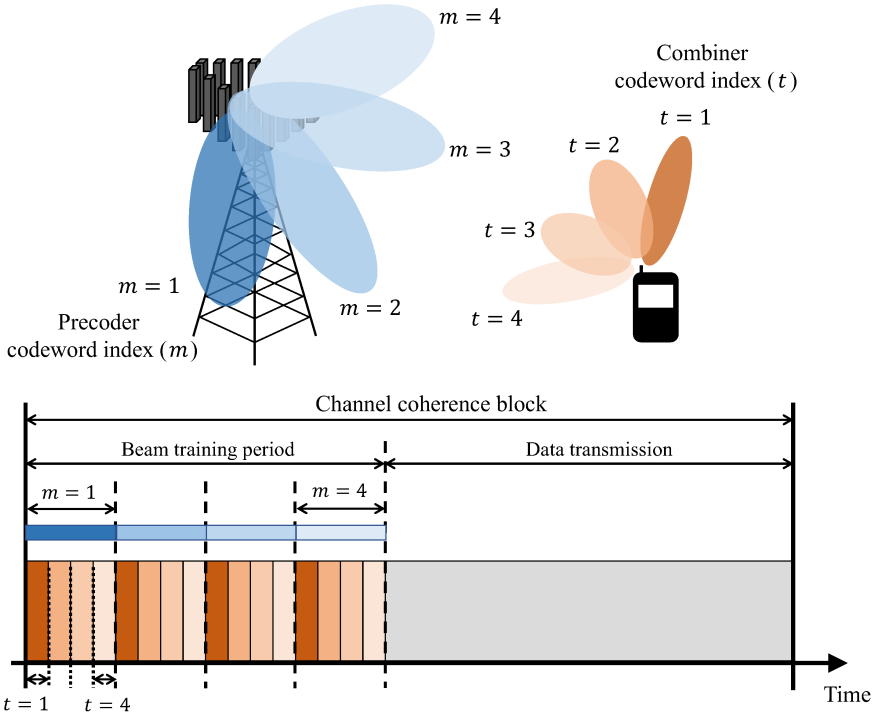 m = 4
Combiner
codeword index (t)
t = 1
t = 2
m = 3
t = 3
m = 1
m = 2
t = 4
Precoder
codeword index (m)
Channel coherence block
Beam training period
Data transmission
m = 1
m = 4
t = 1
t = 4
Time